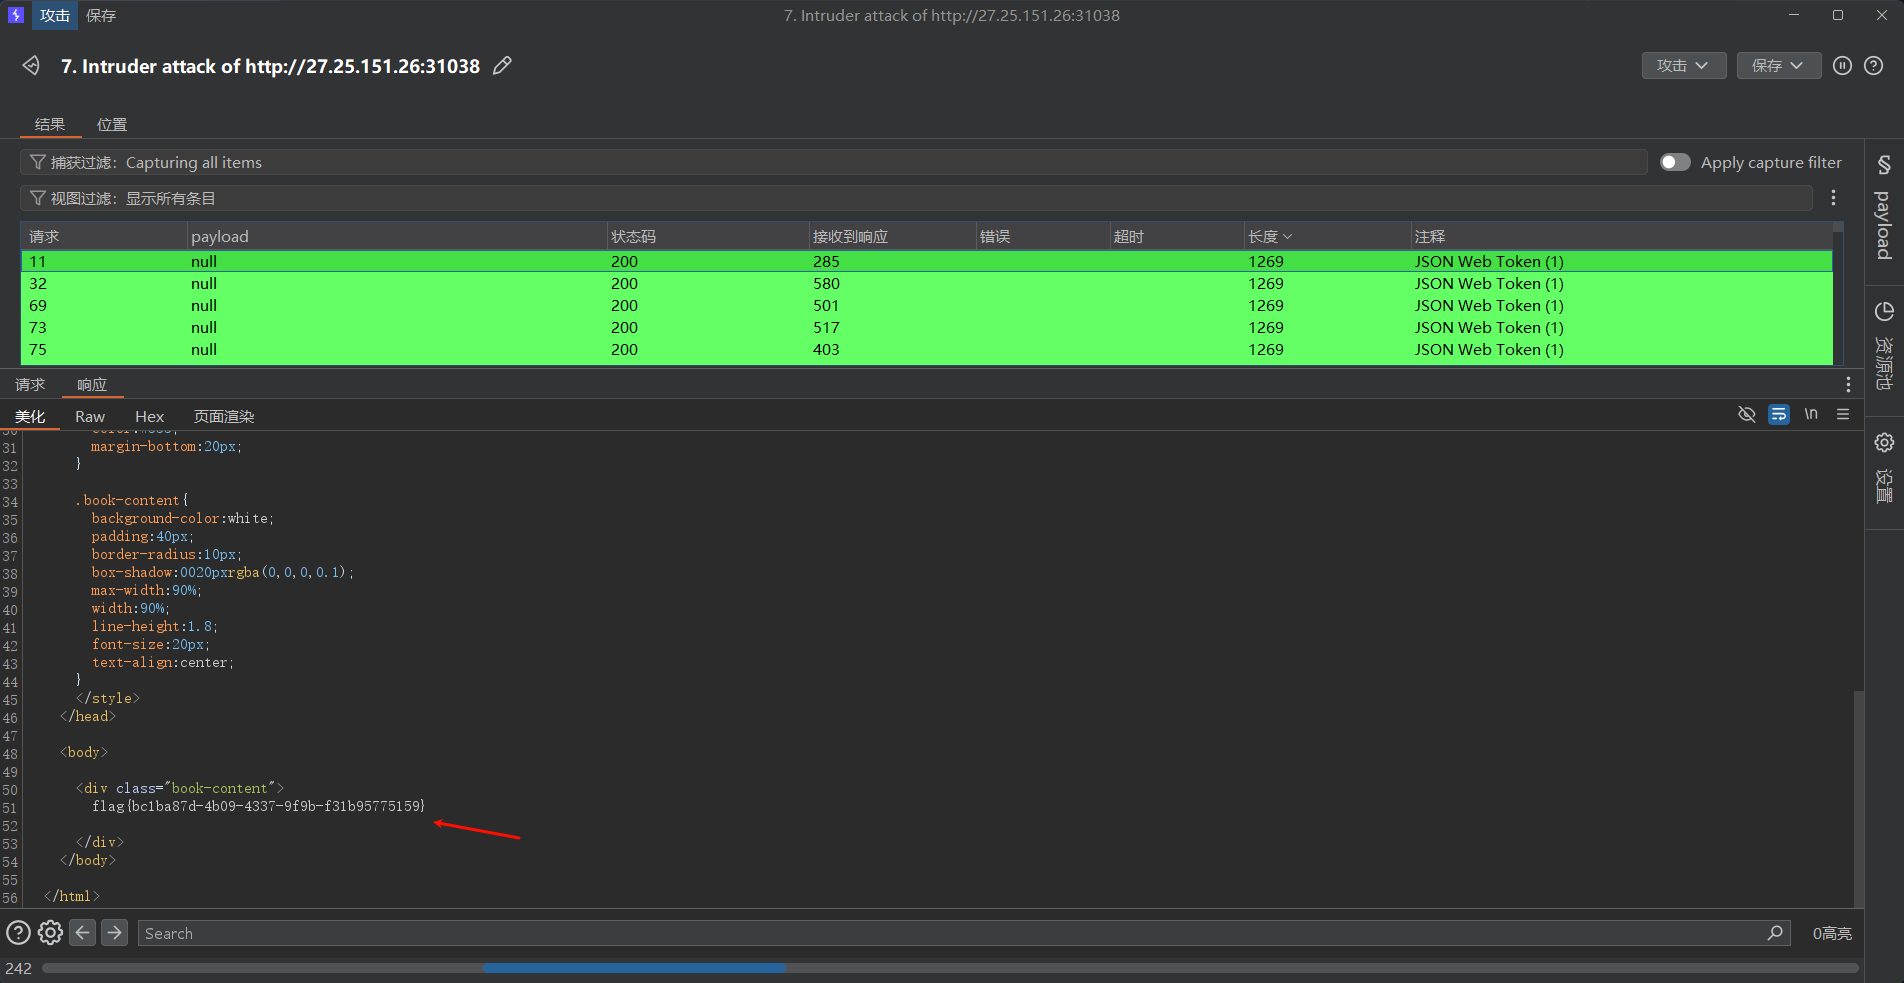 攻击 保存 7. Intruder attack of http://27.25.151.26:31038
7. Intruder attack of http://27.25.151.26:31038 攻击 保存
结果 位置
捕获过滤：Capturing all items Apply capture filter
视图过滤：显示所有条目
请求 payload 状态码 接收到响应 错误 超时 长度 注释
11 null 200 285 1269 JSON Web Token (1)
32 null 200 580 1269 JSON Web Token (1)
69 null 200 501 1269 JSON Web Token (1)
73 null 200 517 1269 JSON Web Token (1)
75 null 200 403 1269 JSON Web Token (1)
§ payload
资源池
设置
请求 响应
美化 Raw Hex 页面渲染 \n
31 margin-bottom:20px;
32 }
33
34 .book-content{
35 background-color:white;
36 padding:40px;
37 border-radius:10px;
38 box-shadow:0020pxrgba(0,0,0,0.1);
39 max-width:90%;
40 width:90%;
41 line-height:1.8;
42 font-size:20px;
43 text-align:center;
44 }
45 </style>
46 </head>
47
48 <body>
49
50 <div class="book-content">
51 flag{bc1ba87d-4b09-4337-9f9b-f31b95775159}
52
53 </div>
54 </body>
55
56 </html>
Search 0高亮
242